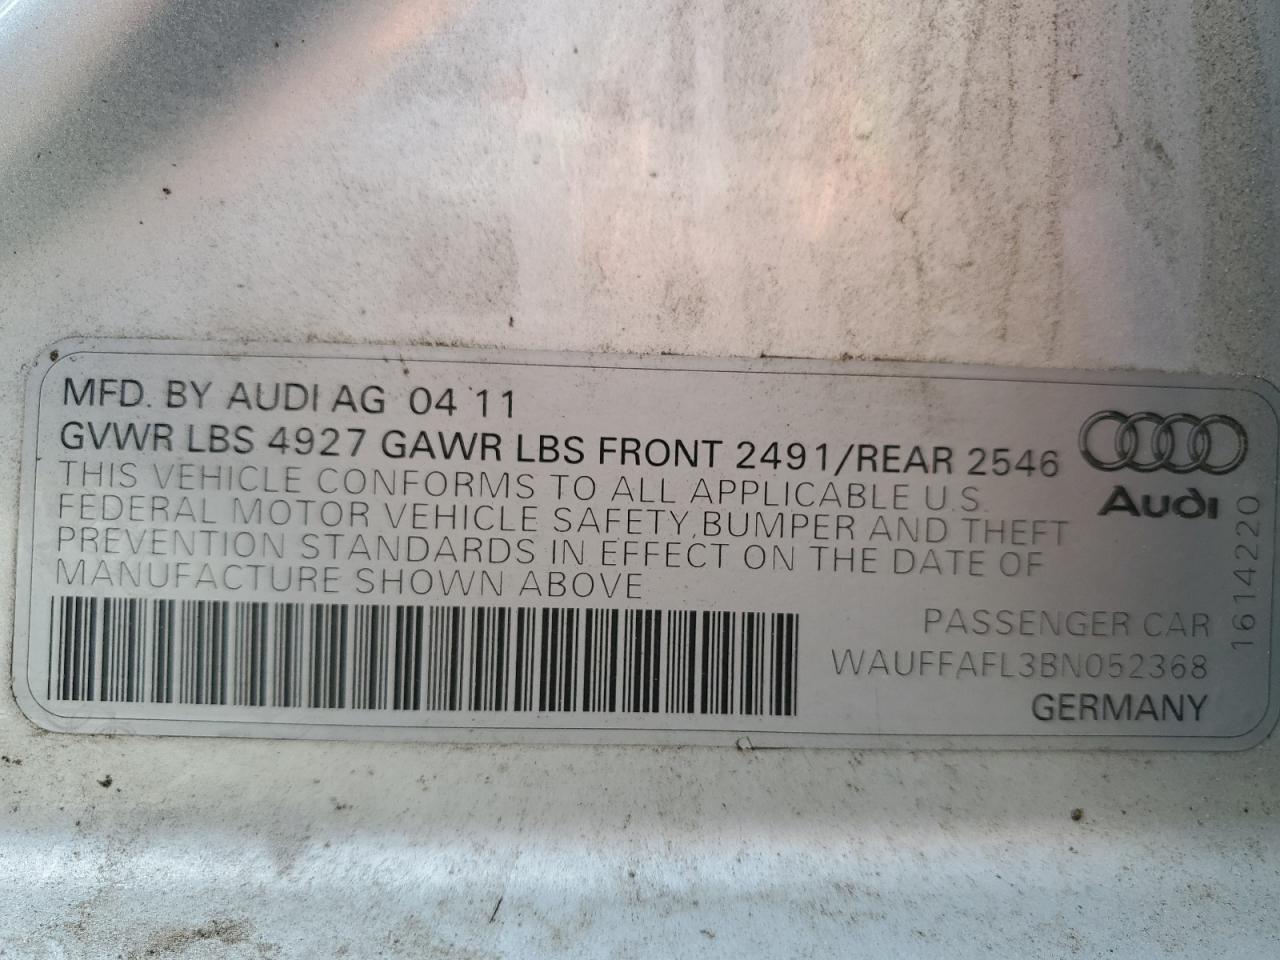 MFD. BY AUDI AG 04 11
GVWR LBS 4927 GAWR LBS FRONT 2491/REAR 2546
THIS VEHICLE CONFORMS TO ALL APPLICABLE U.S.
FEDERAL MOTOR VEHICLE SAFETY, BUMPER AND THEFT
PREVENTION STANDARDS IN EFFECT ON THE DATE OF
MANUFACTURE SHOWN ABOVE
Audi
PASSENGER CAR
WAUFFAFL3BN052368
GERMANY
1614220